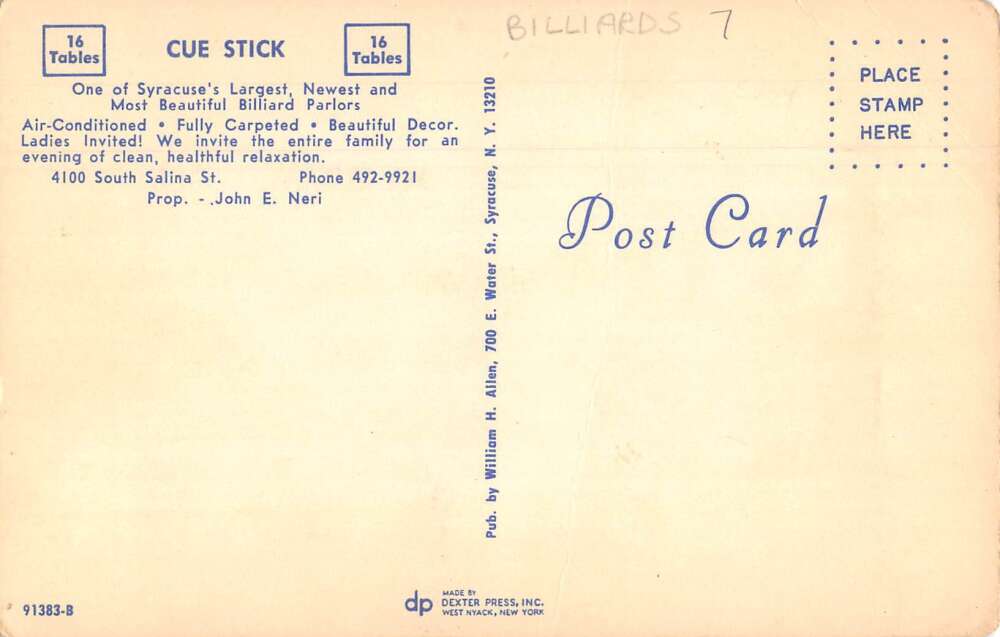 BILLIARDS 7
16
Tables
CUE STICK
16
Tables
One of Syracuse's Largest, Newest and
Most Beautiful Billiard Parlors
Air-Conditioned • Fully Carpeted • Beautiful Decor.
Ladies Invited! We invite the entire family for an
evening of clean, healthful relaxation.
4100 South Salina St. Phone 492-9921
Prop. - .John E. Neri
Pub. by William H. Allen, 700 E. Water St., Syracuse, N. Y. 13210
PLACE
STAMP
HERE
Post Card
91383-B
dp
MADE BY
DEXTER PRESS, INC.
WEST NYACK, NEW YORK